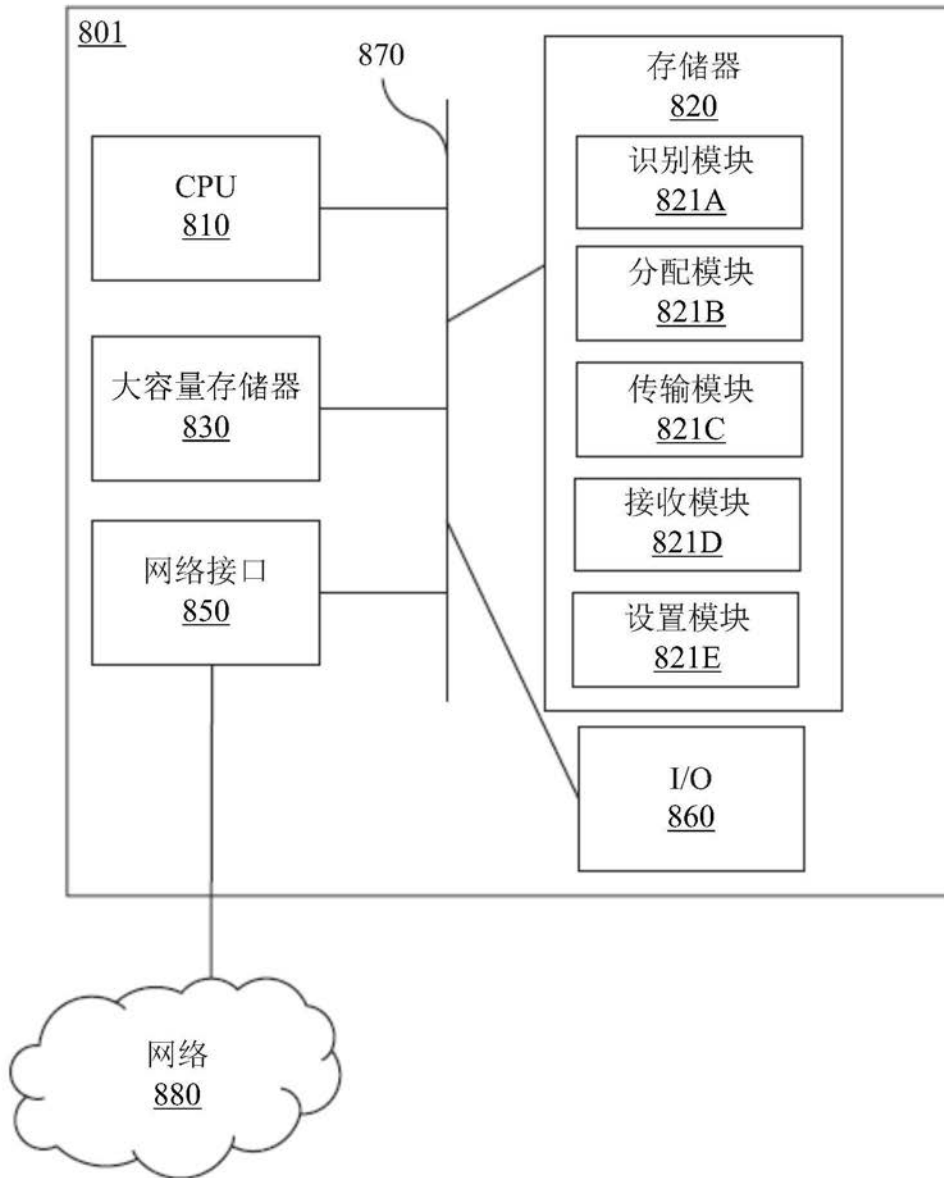 801
870
CPU
810
大容量存储器
830
网络接口
850
存储器
820
识别模块
821A
分配模块
821B
传输模块
821C
接收模块
821D
设置模块
821E
I/O
860
网络
880